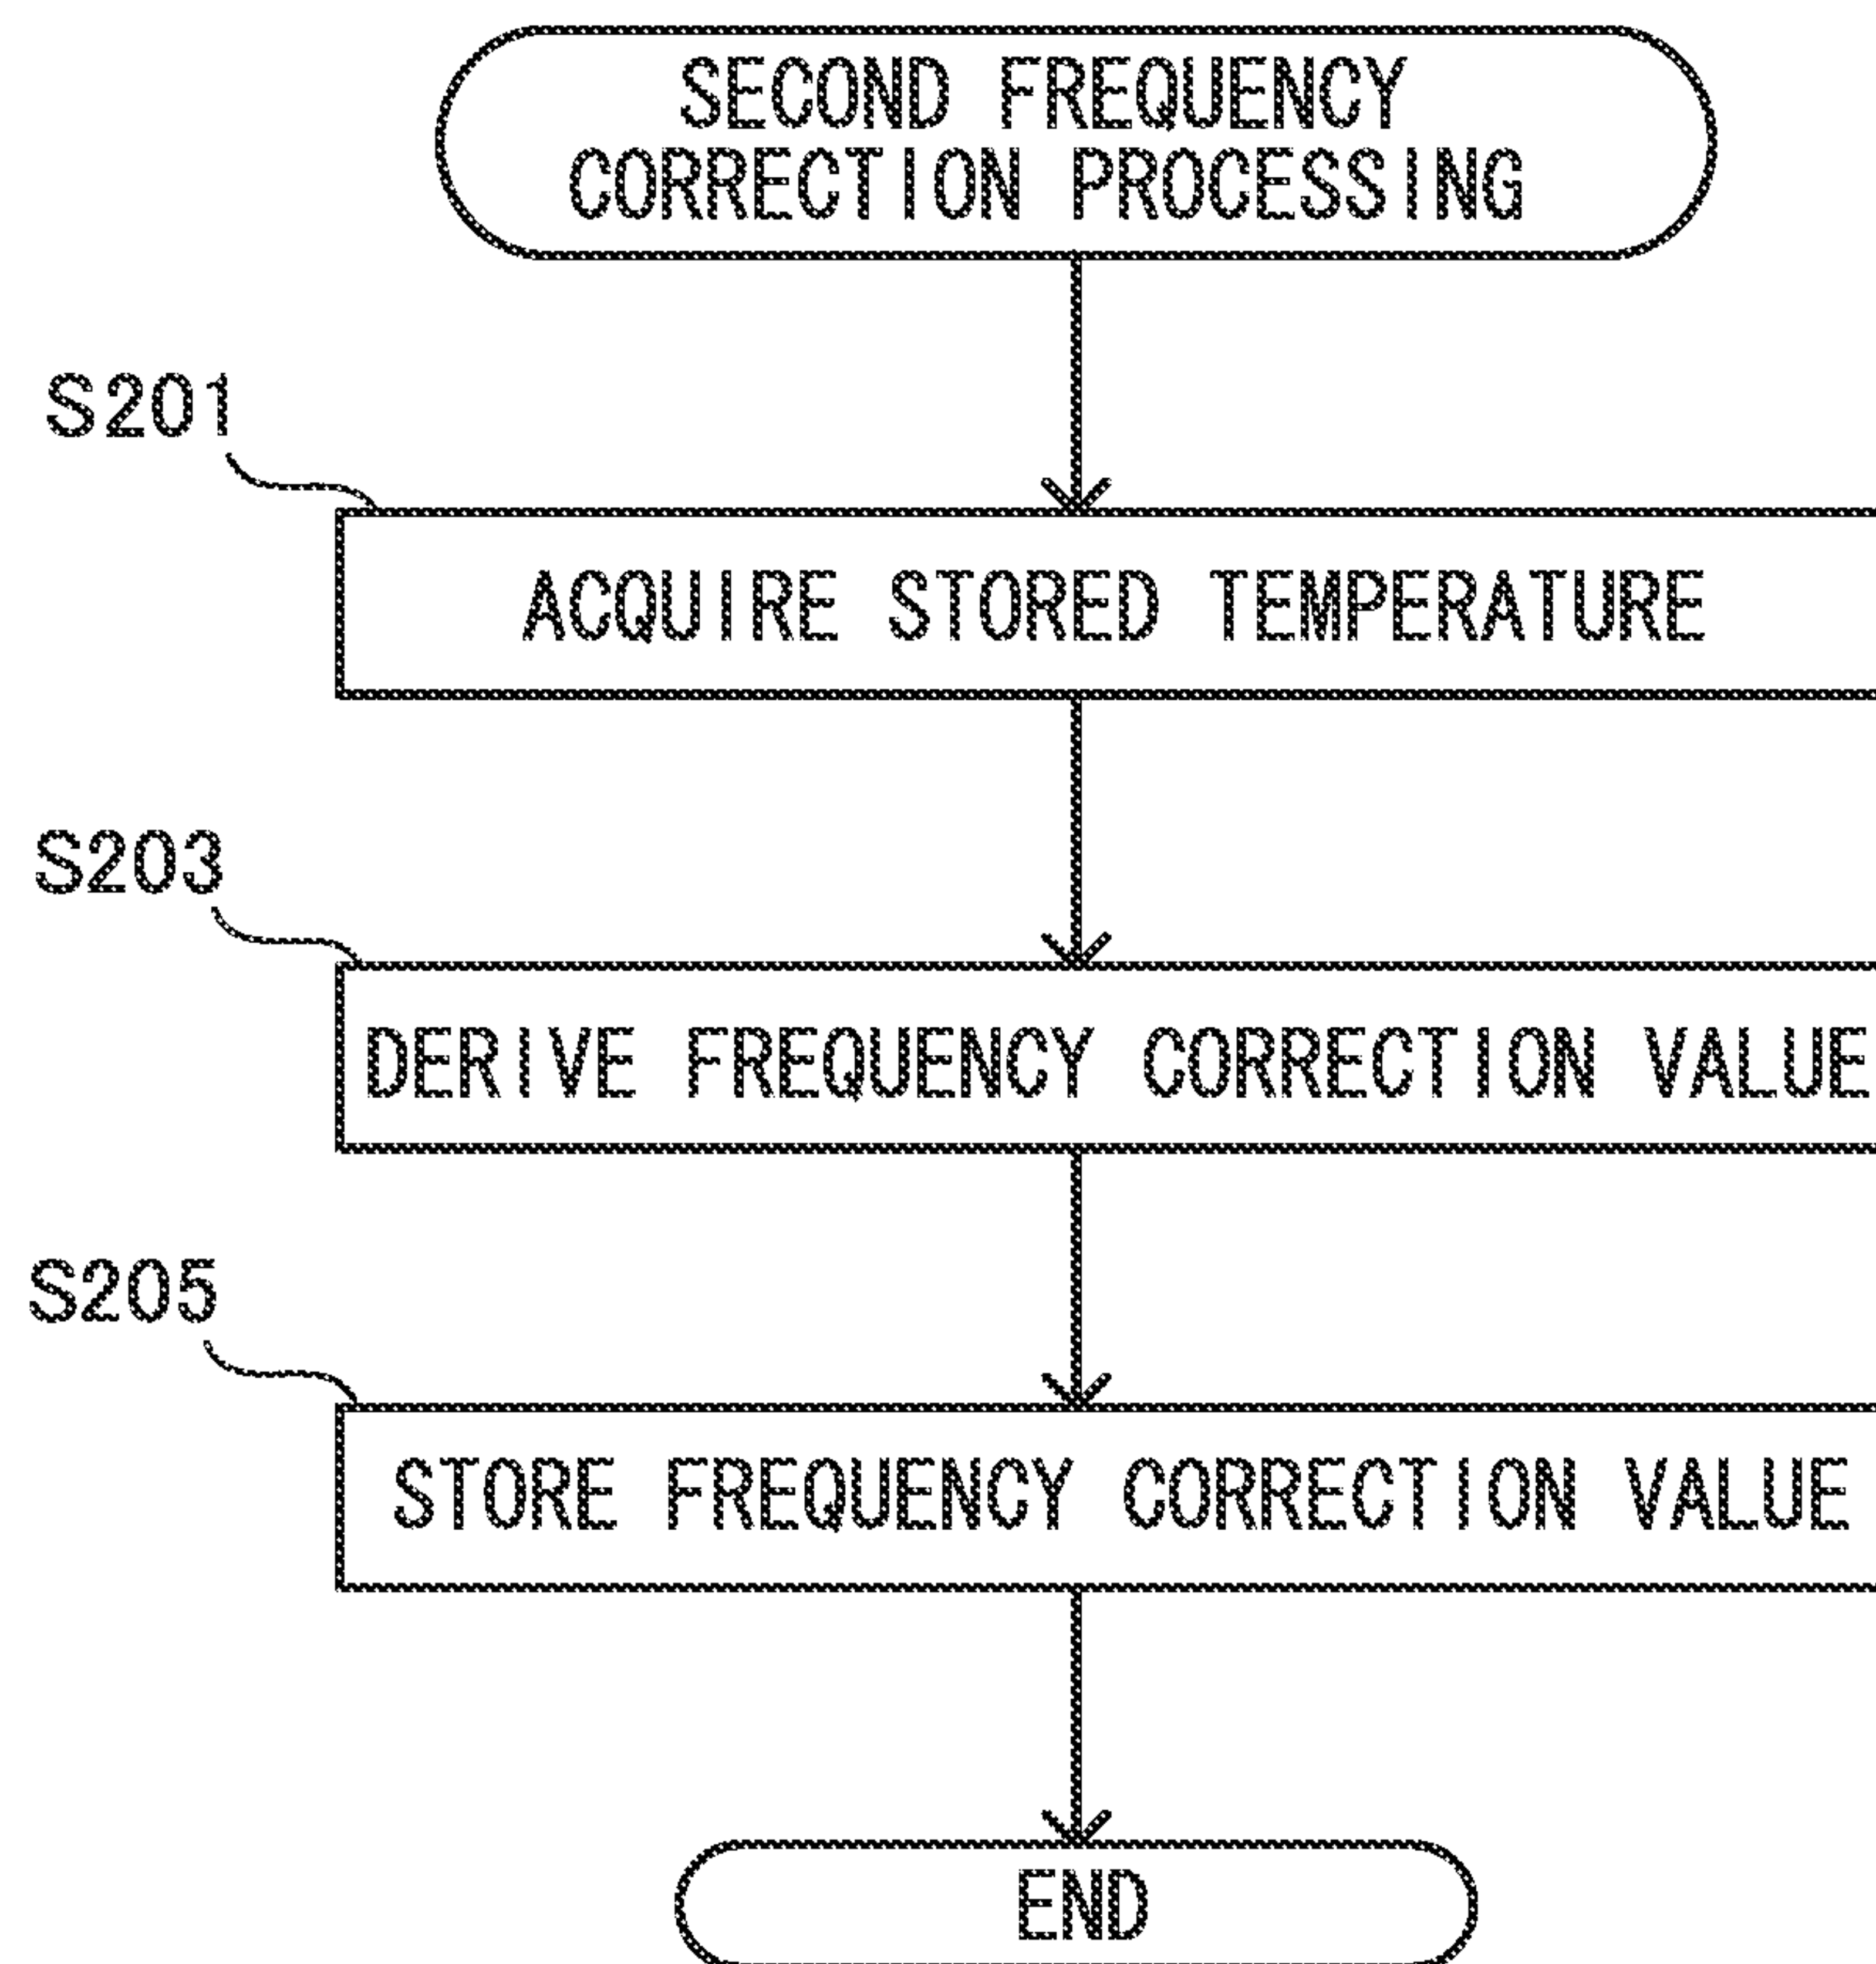 SECOND FREQUENCY
CORRECTION PROCESSING
S201
ACQUIRE STORED TEMPERATURE
S203
DERIVE FREQUENCY CORRECTION VALUE
S205
STORE FREQUENCY CORRECTION VALUE
END